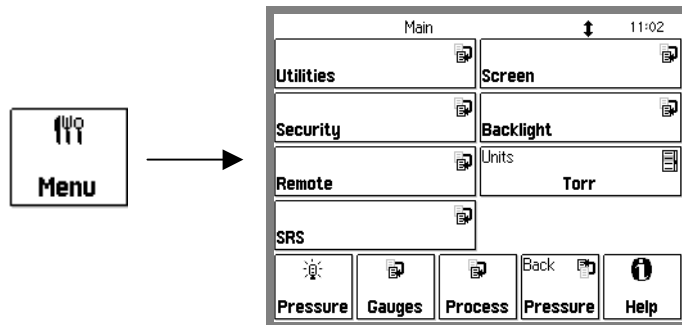 Menu
Main 11:02
Utilities Screen
Security Backlight
Units
Remote Torr
SRS
Back
Pressure Gauges Process Pressure Help